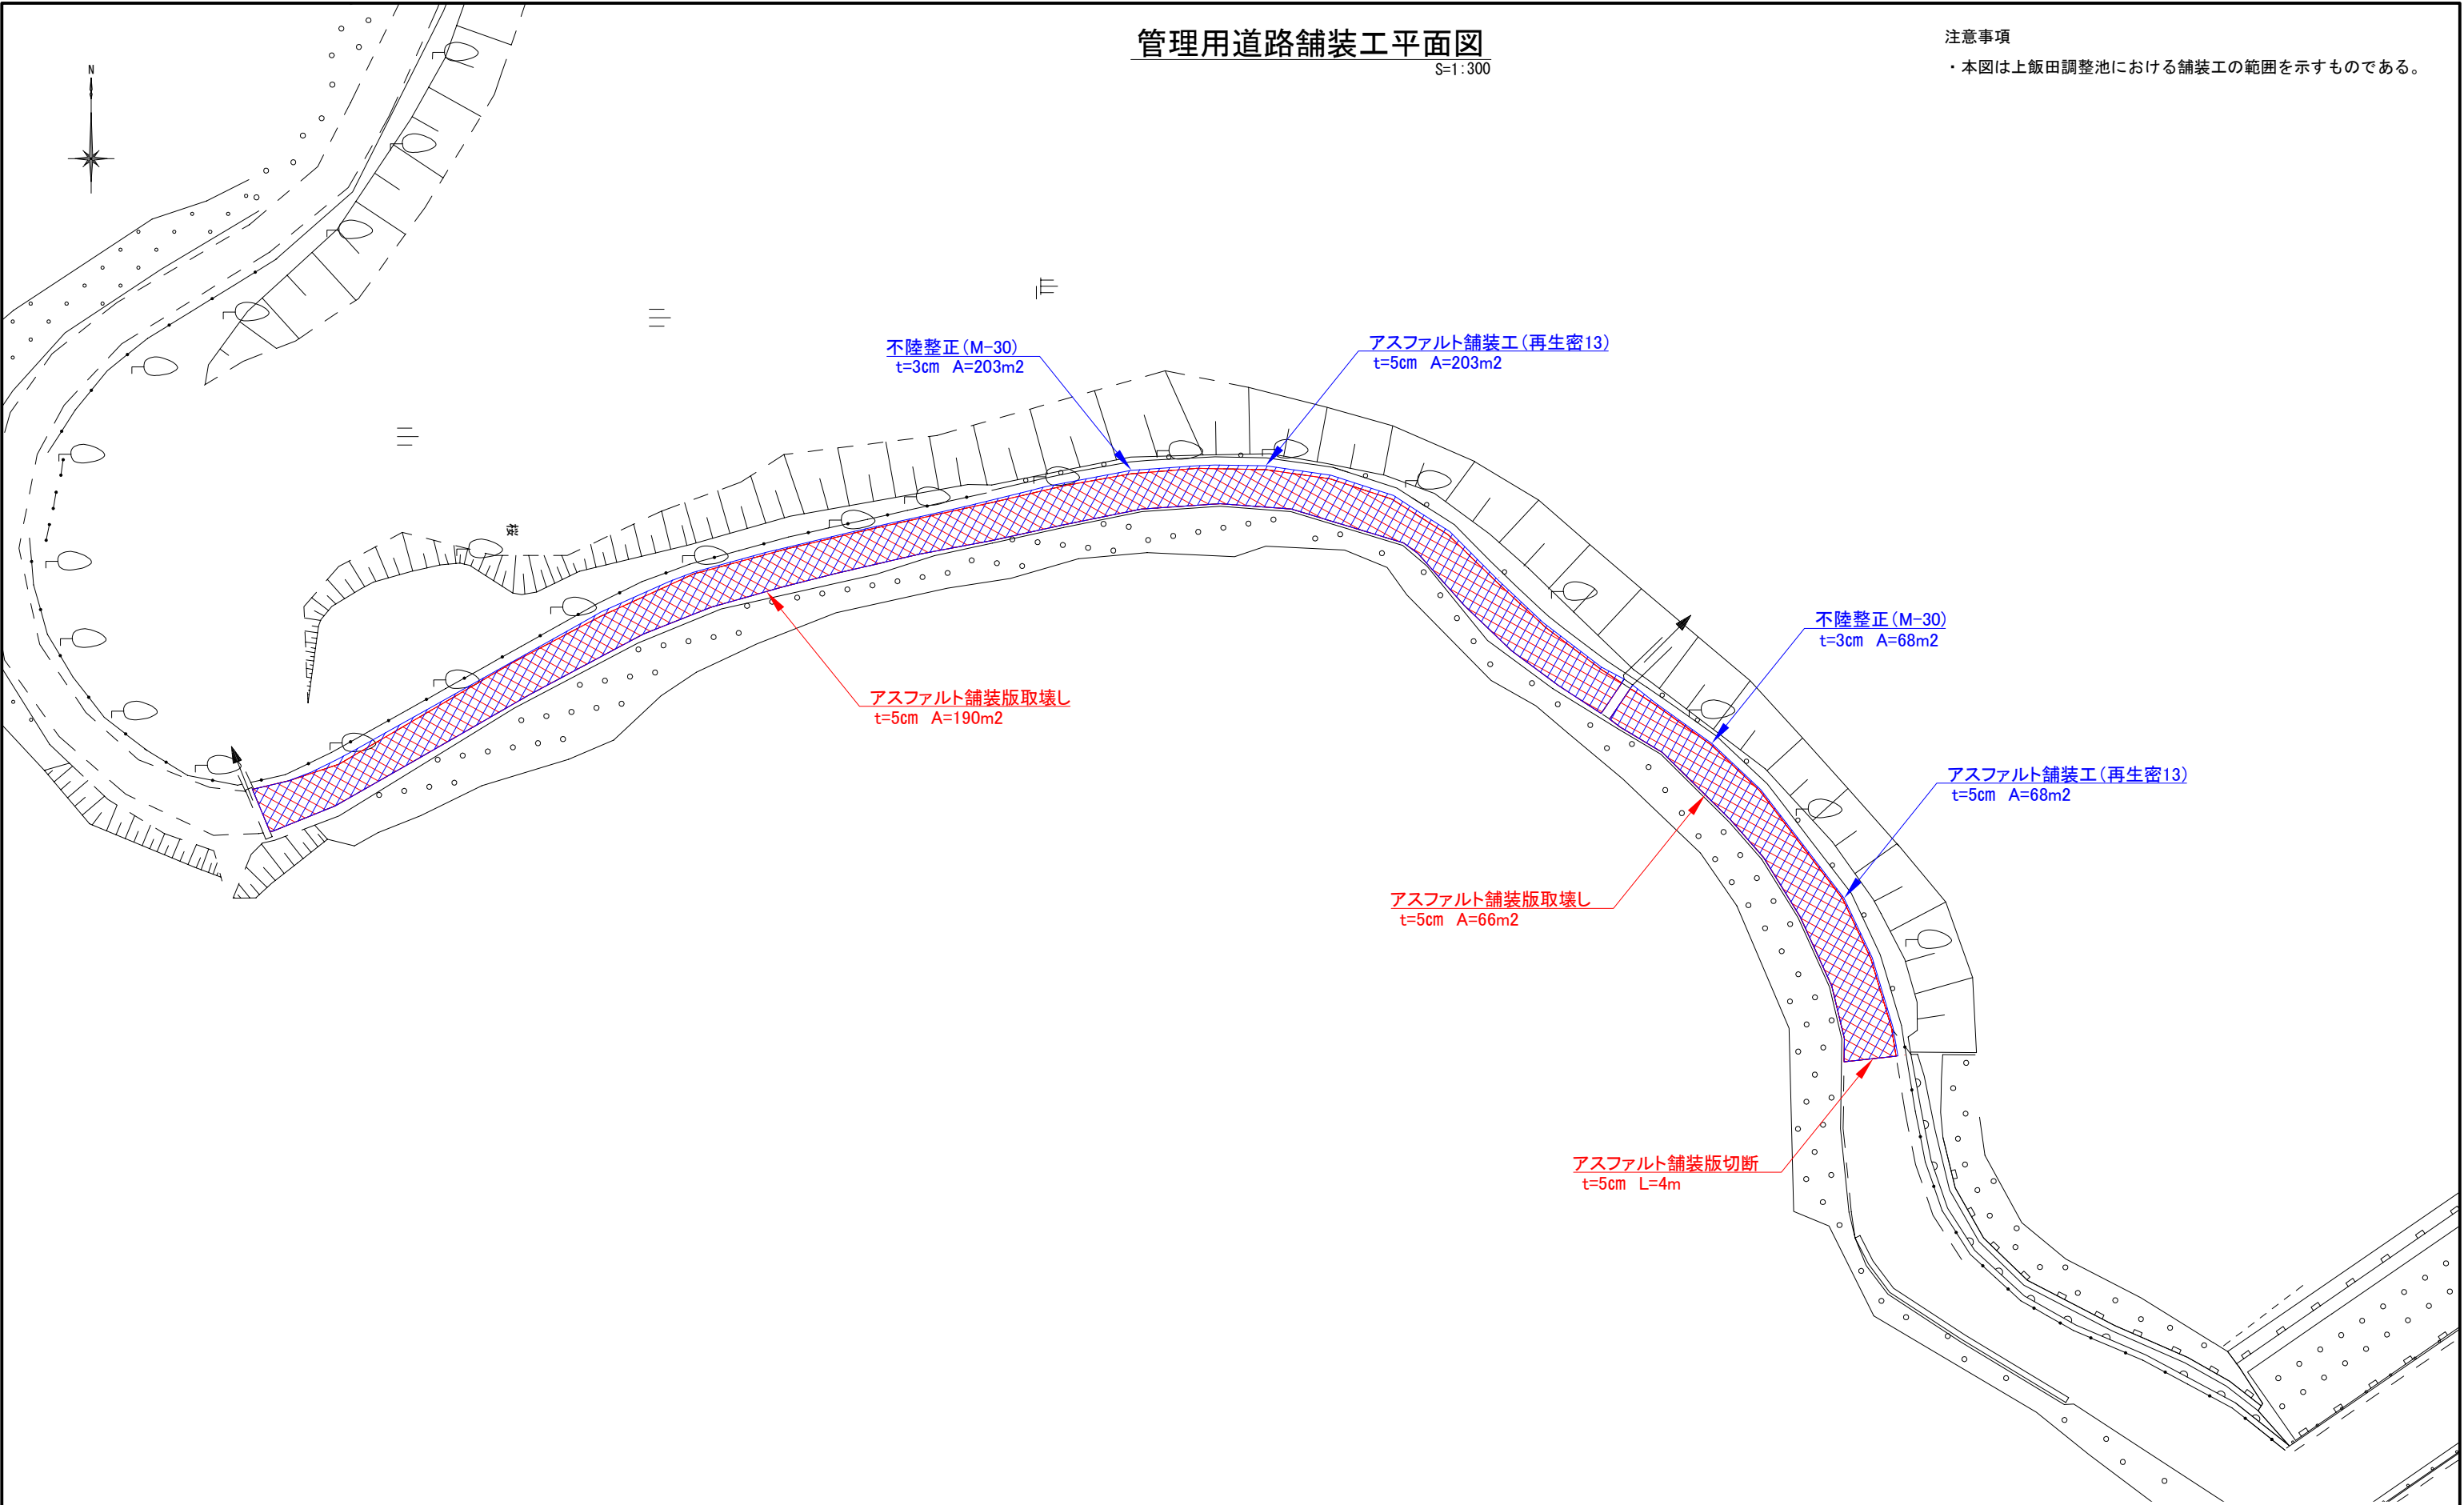 管理用道路舗装工平面図
S=1:300
注意事項
・本図は上飯田調整池における舗装工の範囲を示すものである。
N
不陸整正(M-30)
t=3cm A=203m2
アスファルト舗装工(再生密13)
t=5cm A=203m2
不陸整正(M-30)
t=3cm A=68m2
アスファルト舗装版取壊し
t=5cm A=190m2
アスファルト舗装工(再生密13)
t=5cm A=68m2
アスファルト舗装版取壊し
t=5cm A=66m2
アスファルト舗装版切断
t=5cm L=4m